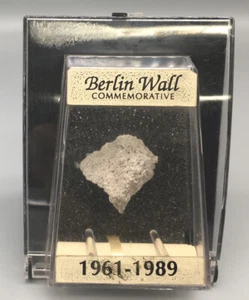 Berlin Wall
COMMEMORATIVE
1961-1989